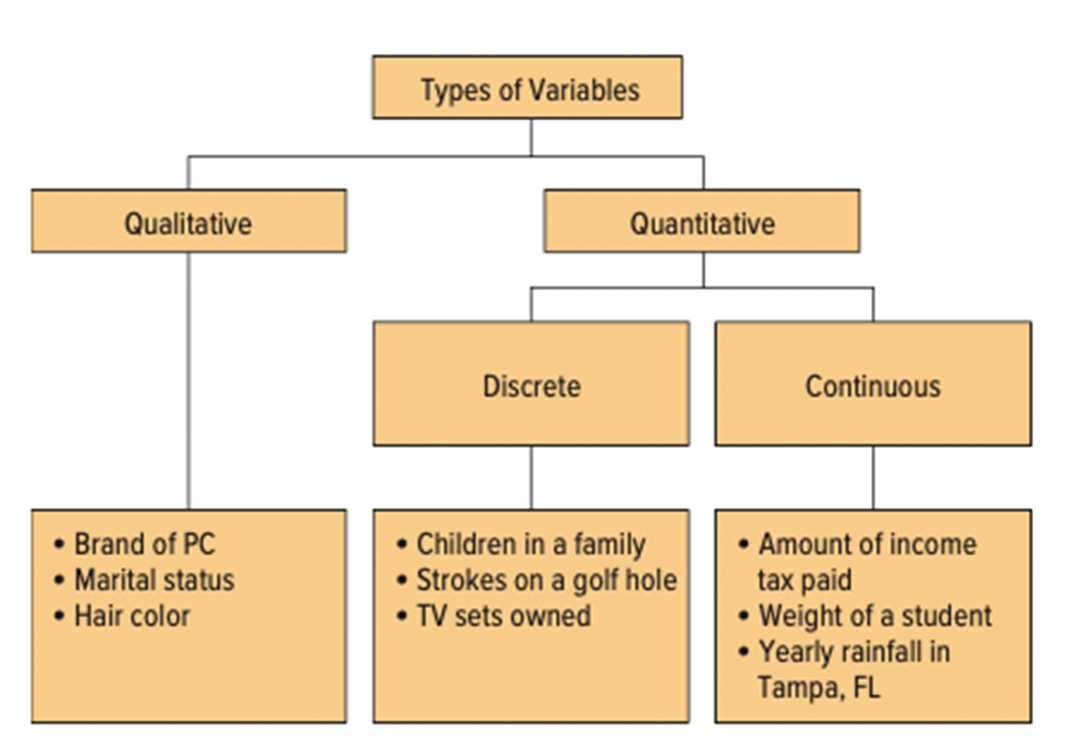 Types of Variables
Qualitative
Quantitative
Discrete
Continuous
• Brand of PC
• Marital status
• Hair color
• Children in a family
• Strokes on a golf hole
• TV sets owned
• Amount of income
tax paid
• Weight of a student
• Yearly rainfall in
Tampa, FL